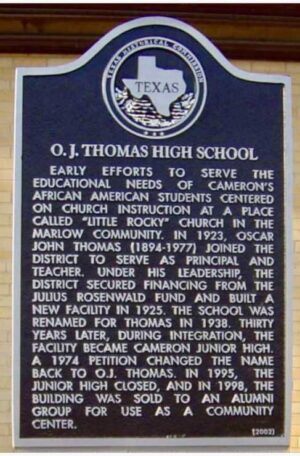 TEXAS HISTORICAL COMMISSION
TEXAS
O. J. THOMAS HIGH SCHOOL
EARLY EFFORTS TO SERVE THE
EDUCATIONAL NEEDS OF CAMERON'S
AFRICAN AMERICAN STUDENTS CENTERED
ON CHURCH INSTRUCTION AT A PLACE
CALLED "LITTLE ROCKY" CHURCH IN THE
MARLOW COMMUNITY. IN 1923, OSCAR
JOHN THOMAS (1894-1977) JOINED THE
DISTRICT TO SERVE AS PRINCIPAL AND
TEACHER. UNDER HIS LEADERSHIP, THE
DISTRICT SECURED FINANCING FROM THE
JULIUS ROSENWALD FUND AND BUILT A
NEW FACILITY IN 1925. THE SCHOOL WAS
RENAMED FOR THOMAS IN 1938. THIRTY
YEARS LATER, DURING INTEGRATION, THE
FACILITY BECAME CAMERON JUNIOR HIGH.
A 1974 PETITION CHANGED THE NAME
BACK TO O.J. THOMAS. IN 1995, THE
JUNIOR HIGH CLOSED, AND IN 1998, THE
BUILDING WAS SOLD TO AN ALUMNI
GROUP FOR USE AS A COMMUNITY
CENTER.
(2002)